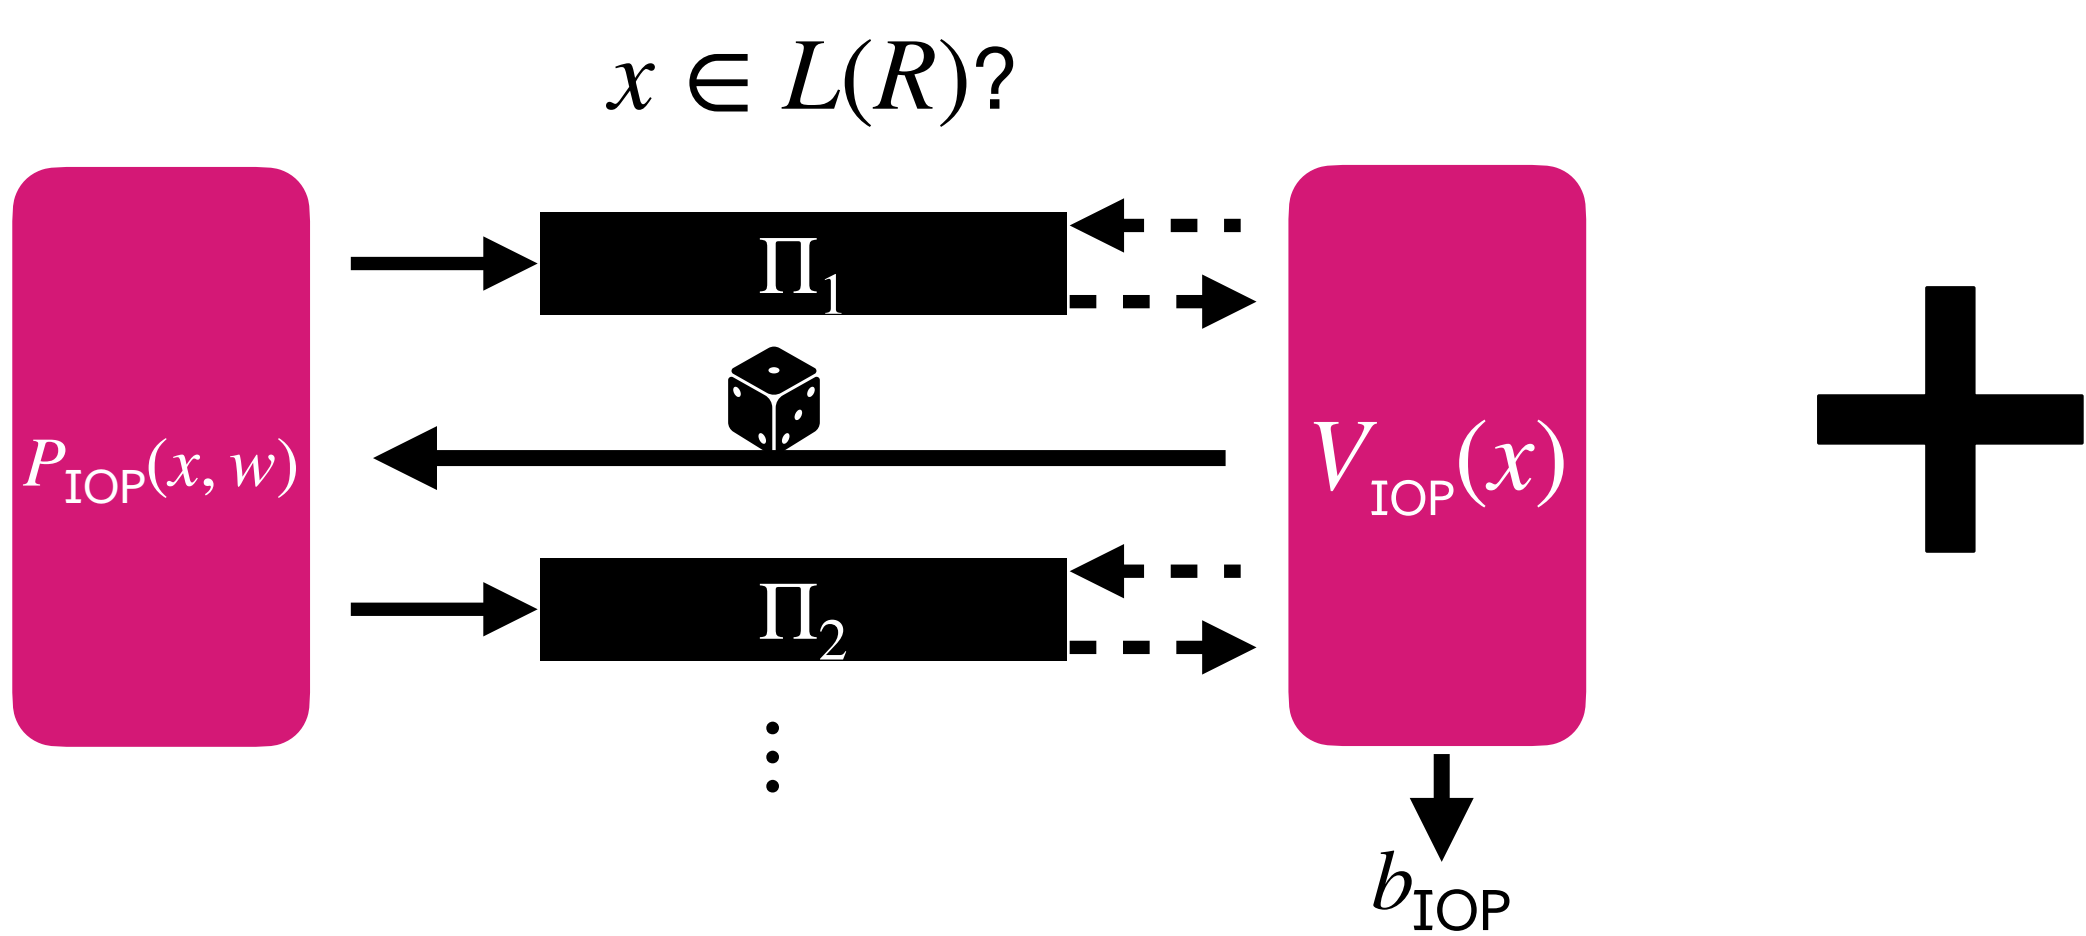 x ∈ L(R)?
Π₁
P_IOP(x, w)
V_IOP(x)
Π₂
⋮
b_IOP